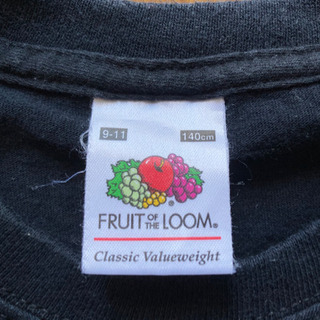 9-11 140cm
®
FRUIT OF THE LOOM®
Classic Valueweight